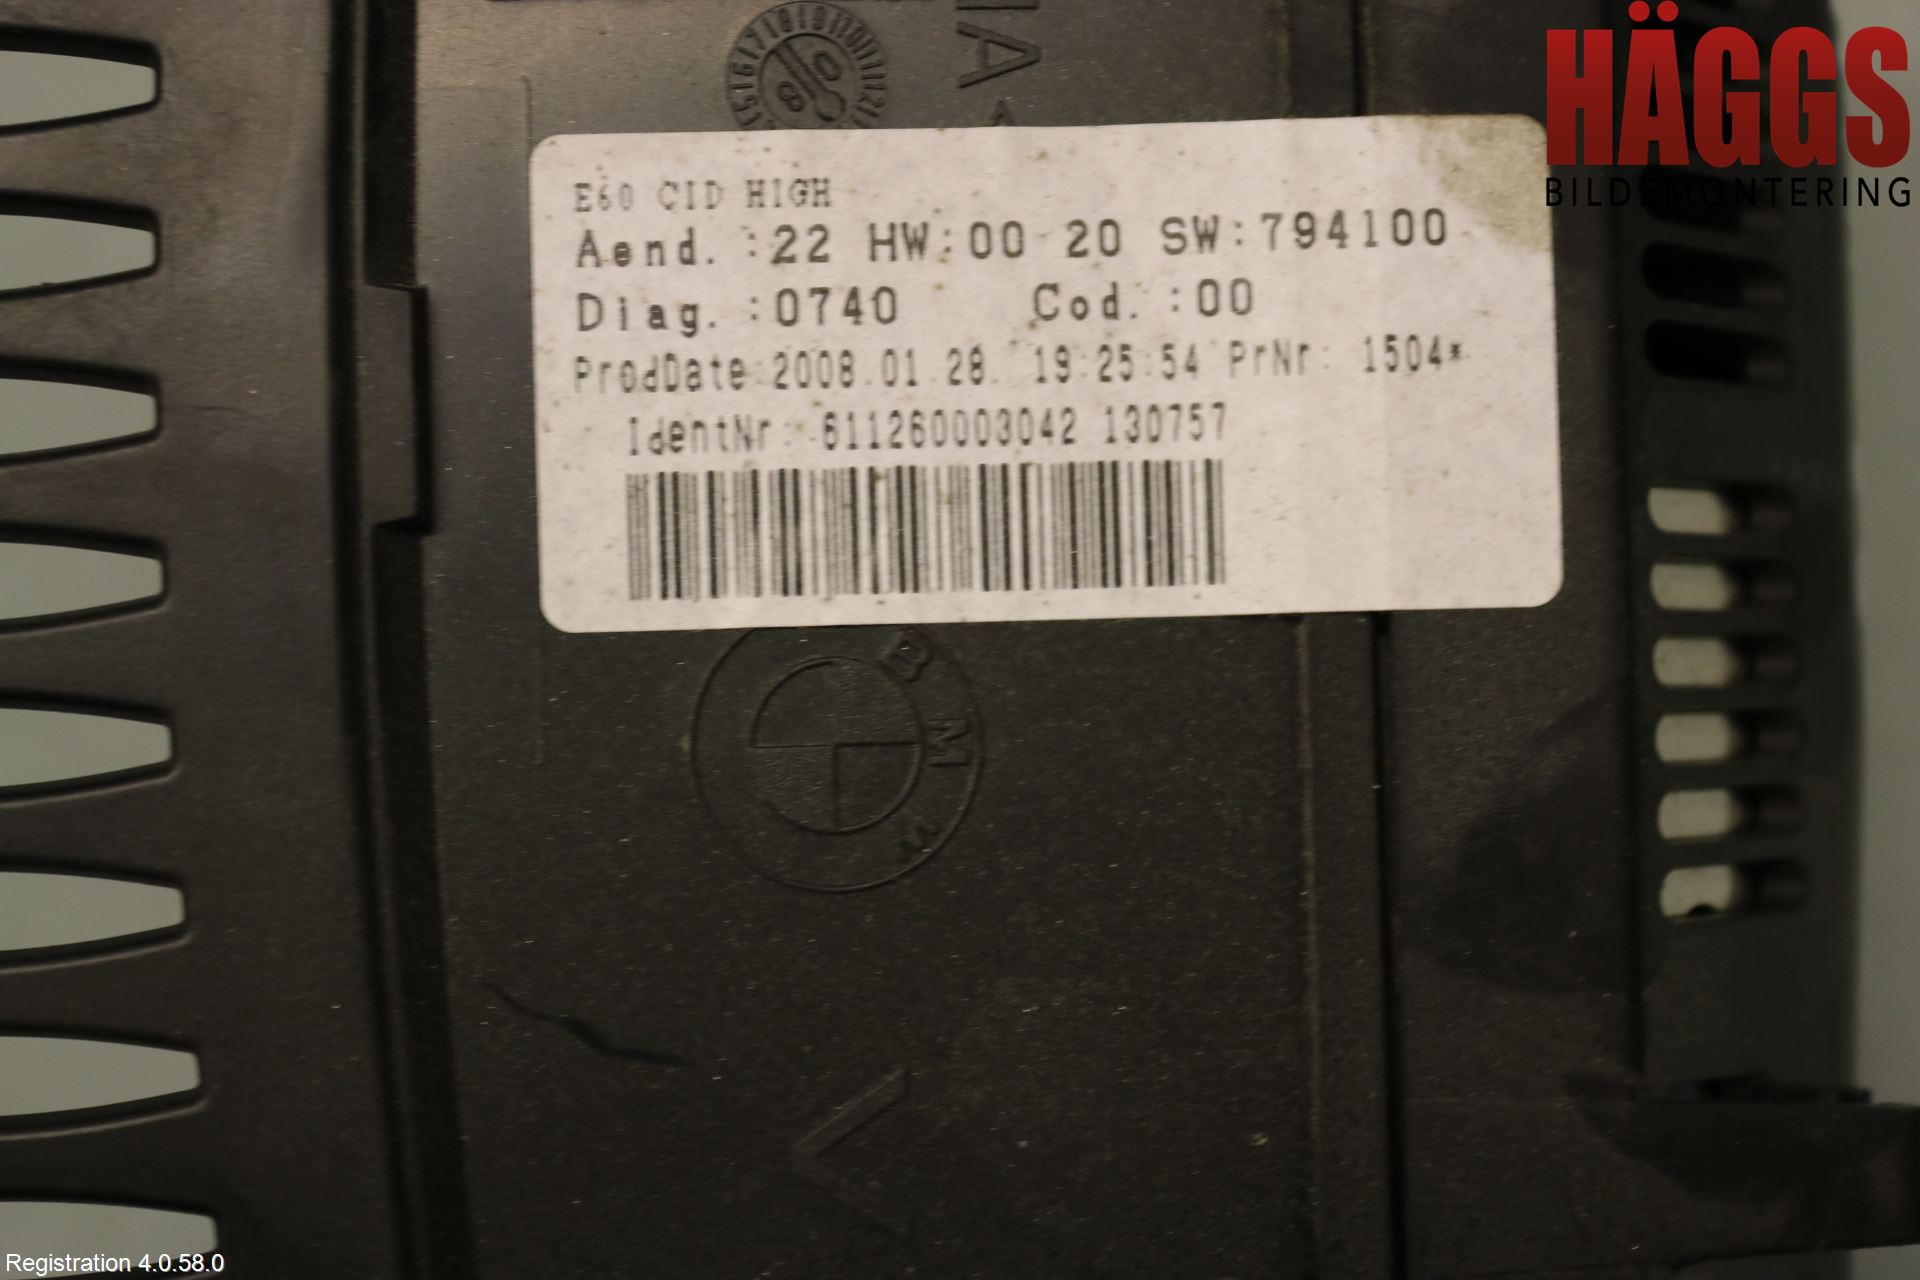 HÄGGS
BILDEMONTERING
E60 CID HIGH
Aend. :22 HW:00 20 SW:794100
Diag. :0740 Cod. :00
ProdDate:2008.01.28. 19:25:54 PrNr: 1504*
IdentNr: 611260003042 130757
BMW
Registration 4.0.58.0